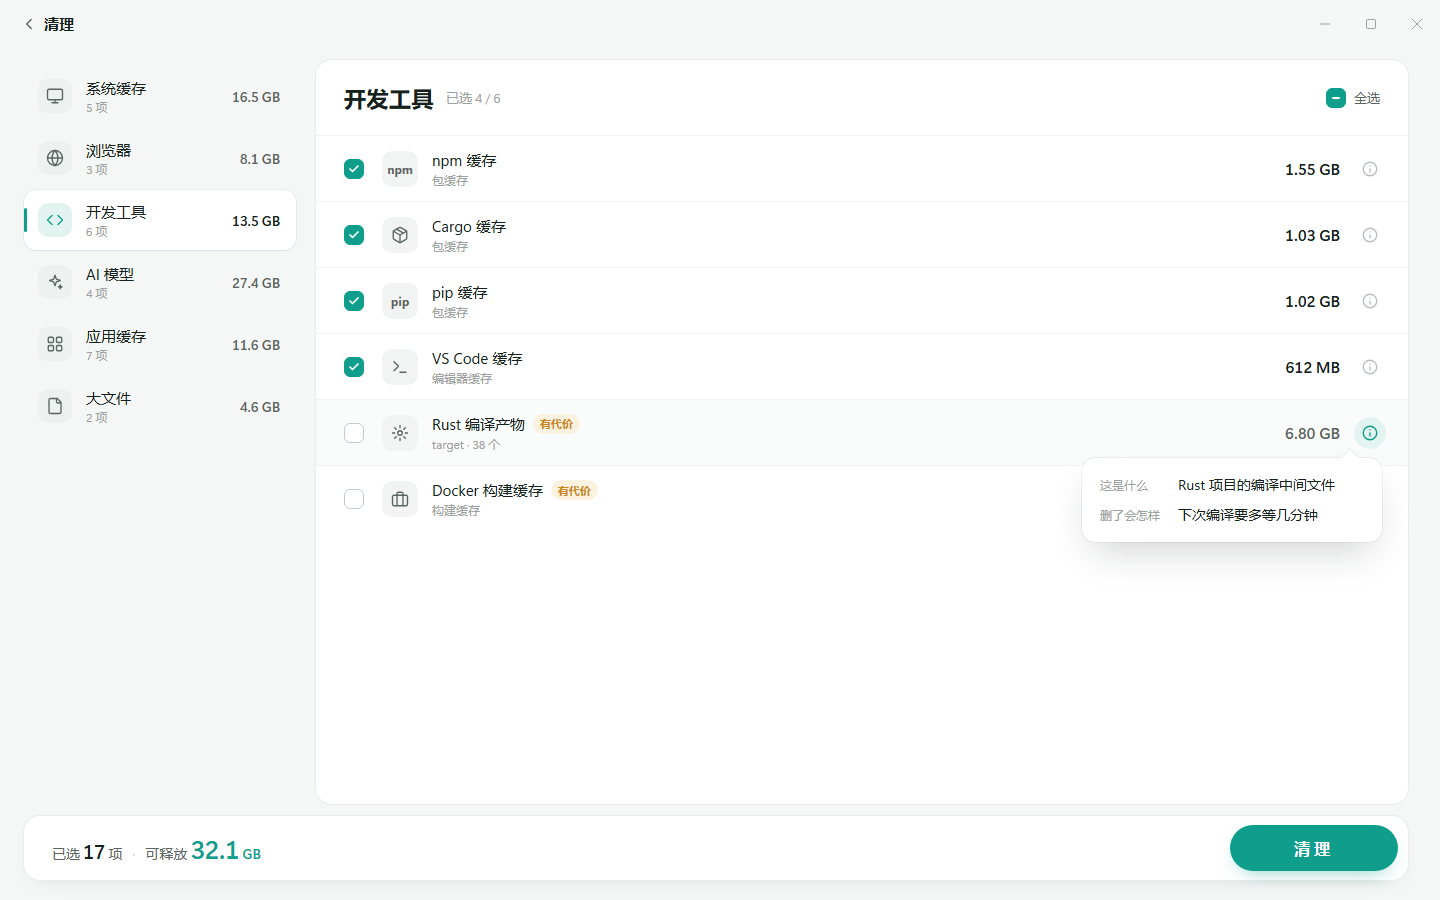 清理
系统缓存
5 项
16.5 GB
浏览器
3 项
8.1 GB
开发工具
6 项
13.5 GB
AI 模型
4 项
27.4 GB
应用缓存
7 项
11.6 GB
大文件
2 项
4.6 GB
开发工具 已选 4 / 6
全选
npm
npm 缓存
包缓存
1.55 GB
Cargo 缓存
包缓存
1.03 GB
pip
pip 缓存
包缓存
1.02 GB
VS Code 缓存
编辑器缓存
612 MB
Rust 编译产物 有代价
target · 38 个
6.80 GB
Docker 构建缓存 有代价
构建缓存
这是什么 Rust 项目的编译中间文件
删了会怎样 下次编译要多等几分钟
已选 17 项 · 可释放 32.1 GB
清理